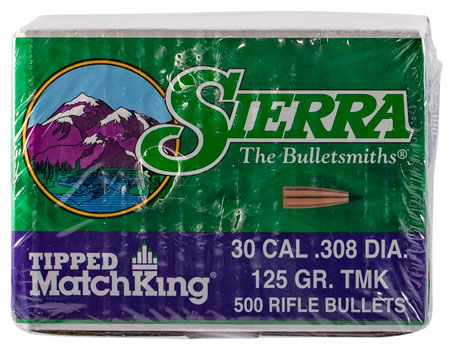 SIERRA
The Bulletsmiths®
30 CAL .308 DIA.
TIPPED
MatchKing®
125 GR. TMK
500 RIFLE BULLETS